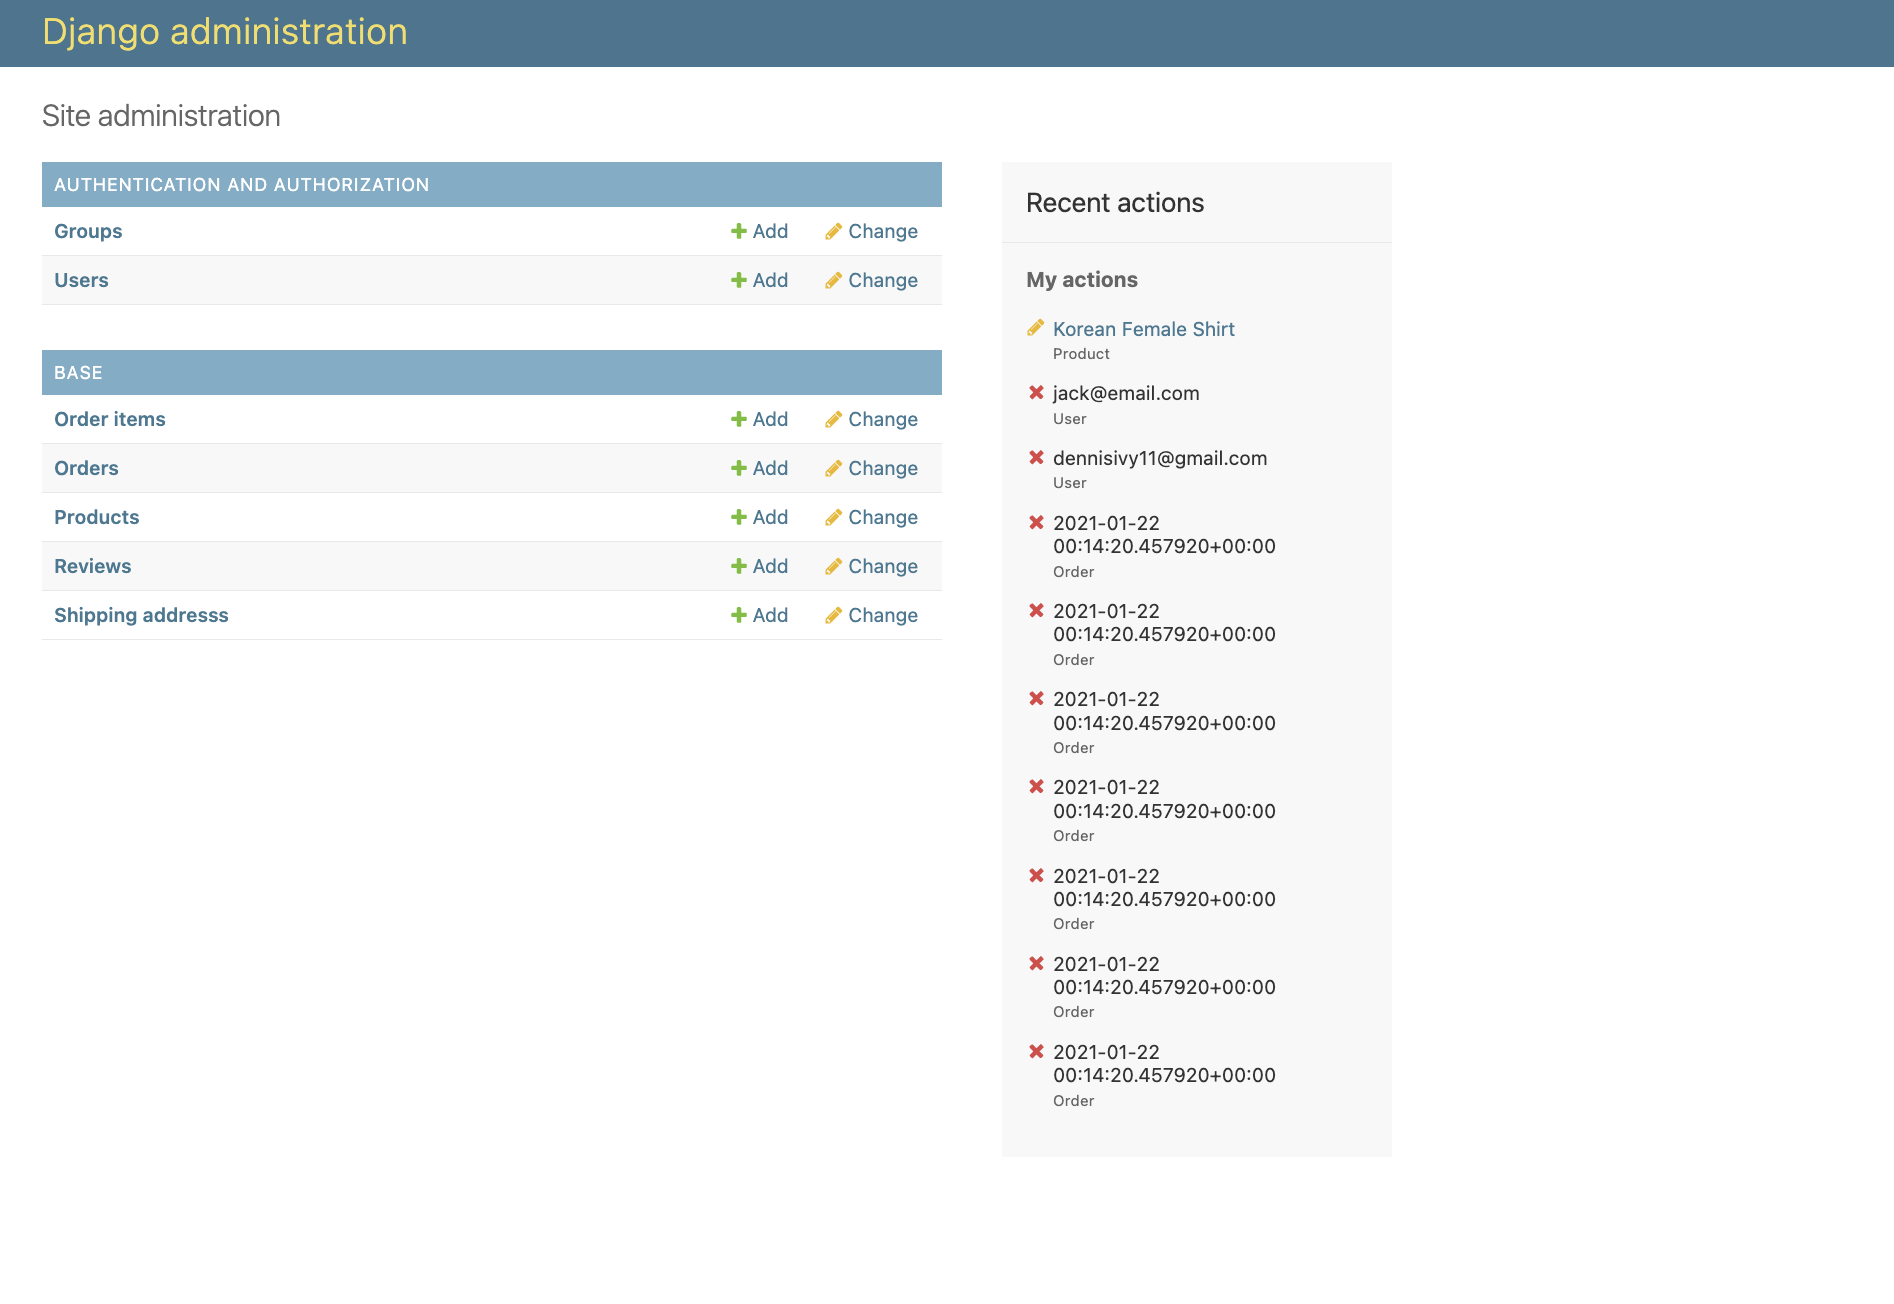 Django administration
Site administration
AUTHENTICATION AND AUTHORIZATION
Groups Add Change
Users Add Change
BASE
Order items Add Change
Orders Add Change
Products Add Change
Reviews Add Change
Shipping addresss Add Change
Recent actions
My actions
Korean Female Shirt
Product
jack@email.com
User
dennisivy11@gmail.com
User
2021-01-22
00:14:20.457920+00:00
Order
2021-01-22
00:14:20.457920+00:00
Order
2021-01-22
00:14:20.457920+00:00
Order
2021-01-22
00:14:20.457920+00:00
Order
2021-01-22
00:14:20.457920+00:00
Order
2021-01-22
00:14:20.457920+00:00
Order
2021-01-22
00:14:20.457920+00:00
Order